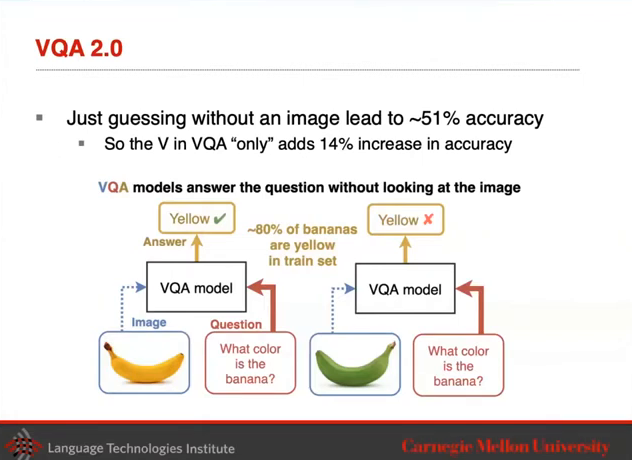 VQA 2.0
Just guessing without an image lead to ~51% accuracy
So the V in VQA “only” adds 14% increase in accuracy
VQA models answer the question without looking at the image
Yellow ✓
Answer
VQA model
Image
Question
What color
is the
banana?
~80% of bananas
are yellow
in train set
Yellow ✘
VQA model
What color
is the
banana?
Language Technologies Institute
Carnegie Mellon University